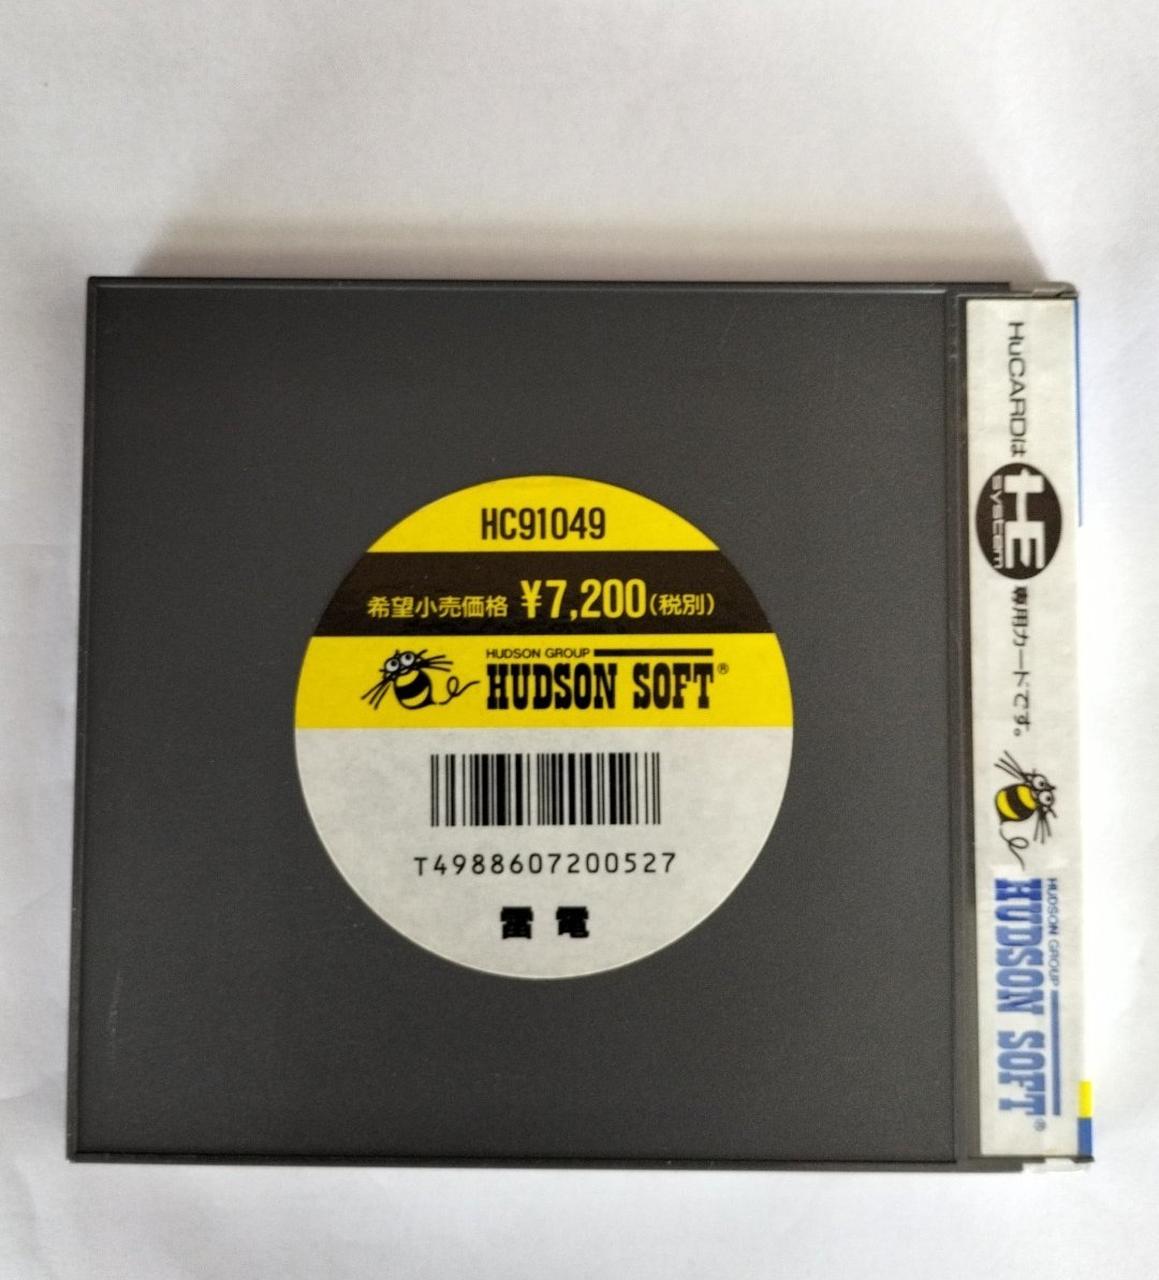 HC91049
希望小売価格 ¥7,200(税別)
HUDSON GROUP
HUDSON SOFT®
T4988607200527
雷電
HuCARDは
HE
system
専用カードです。
HUDSON GROUP
HUDSON SOFT®